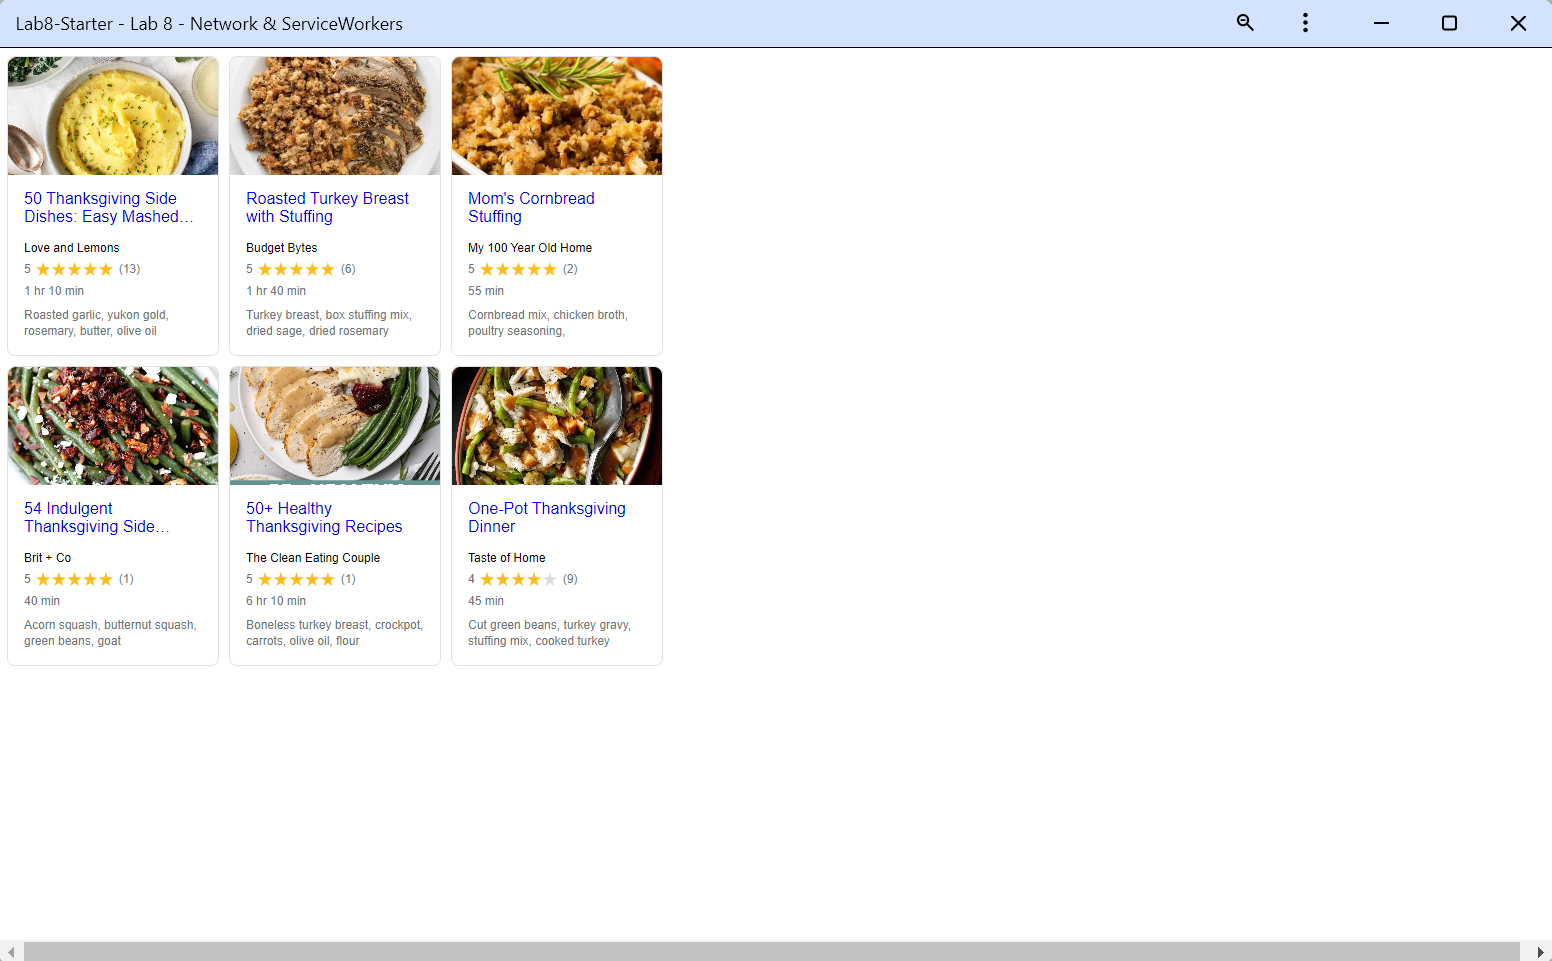 Lab8-Starter - Lab 8 - Network & ServiceWorkers
50 Thanksgiving Side
Dishes: Easy Mashed...
Love and Lemons
5 ★★★★★ (13)
1 hr 10 min
Roasted garlic, yukon gold,
rosemary, butter, olive oil
Roasted Turkey Breast
with Stuffing
Budget Bytes
5 ★★★★★ (6)
1 hr 40 min
Turkey breast, box stuffing mix,
dried sage, dried rosemary
Mom's Cornbread
Stuffing
My 100 Year Old Home
5 ★★★★★ (2)
55 min
Cornbread mix, chicken broth,
poultry seasoning,
54 Indulgent
Thanksgiving Side...
Brit + Co
5 ★★★★★ (1)
40 min
Acorn squash, butternut squash,
green beans, goat
50+ Healthy
Thanksgiving Recipes
The Clean Eating Couple
5 ★★★★★ (1)
6 hr 10 min
Boneless turkey breast, crockpot,
carrots, olive oil, flour
One-Pot Thanksgiving
Dinner
Taste of Home
4 ★★★★★ (9)
45 min
Cut green beans, turkey gravy,
stuffing mix, cooked turkey